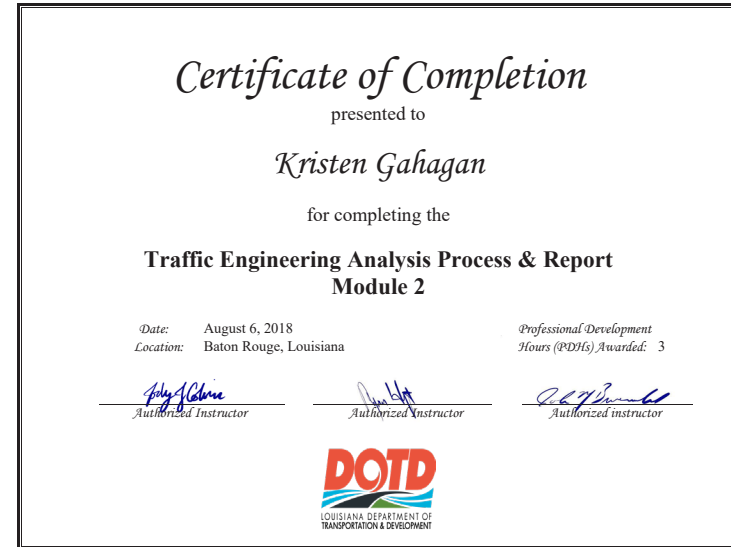 Certificate of Completion
presented to
Kristen Gahagan
for completing the
Traffic Engineering Analysis Process & Report
Module 2
Date: August 6, 2018
Location: Baton Rouge, Louisiana
Professional Development
Hours (PDHs) Awarded: 3
Authorized Instructor
Authorized Instructor
Authorized instructor
DOTD
LOUISIANA DEPARTMENT OF
TRANSPORTATION & DEVELOPMENT